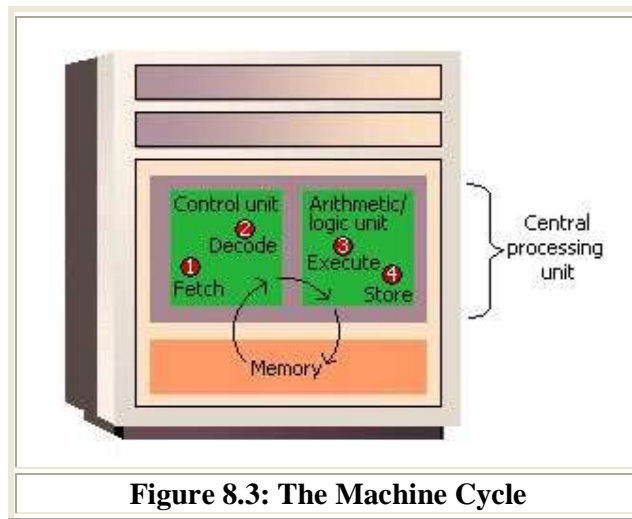 Control unit
2
Decode
1
Fetch
Arithmetic/
logic unit
3
Execute
4
Store
Memory
Central
processing
unit
Figure 8.3: The Machine Cycle